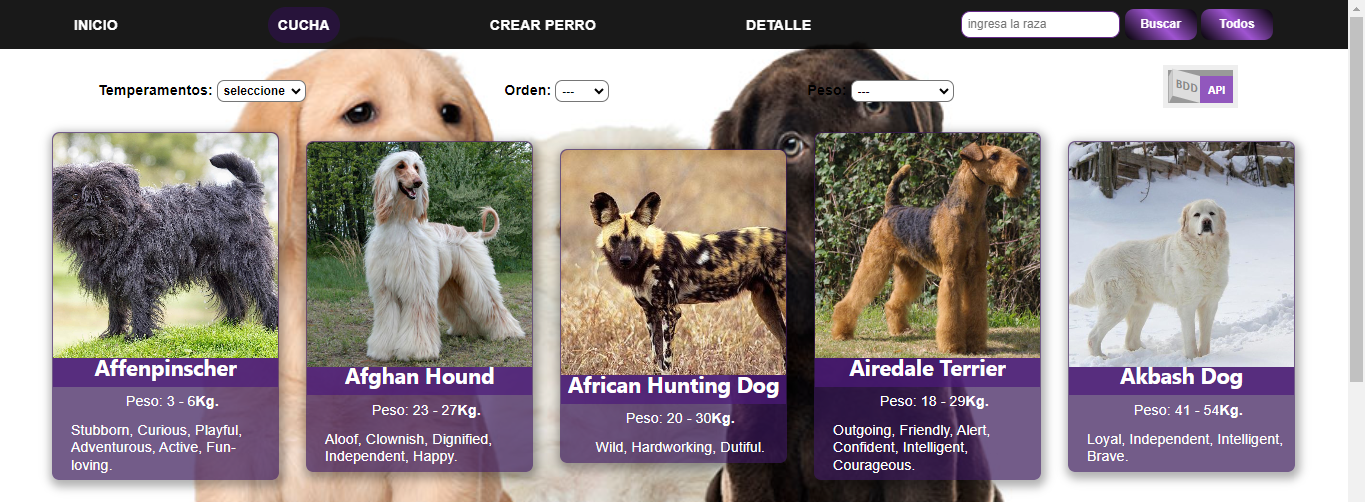 INICIO
CUCHA
CREAR PERRO
DETALLE
ingresa la raza
Buscar
Todos
Temperamentos: seleccione
Orden: ---
Peso: ---
BDD
API
Affenpinscher
Peso: 3 - 6Kg.
Stubborn, Curious, Playful,
Adventurous, Active, Fun-
loving.
Afghan Hound
Peso: 23 - 27Kg.
Aloof, Clownish, Dignified,
Independent, Happy.
African Hunting Dog
Peso: 20 - 30Kg.
Wild, Hardworking, Dutiful.
Airedale Terrier
Peso: 18 - 29Kg.
Outgoing, Friendly, Alert,
Confident, Intelligent,
Courageous.
Akbash Dog
Peso: 41 - 54Kg.
Loyal, Independent, Intelligent,
Brave.